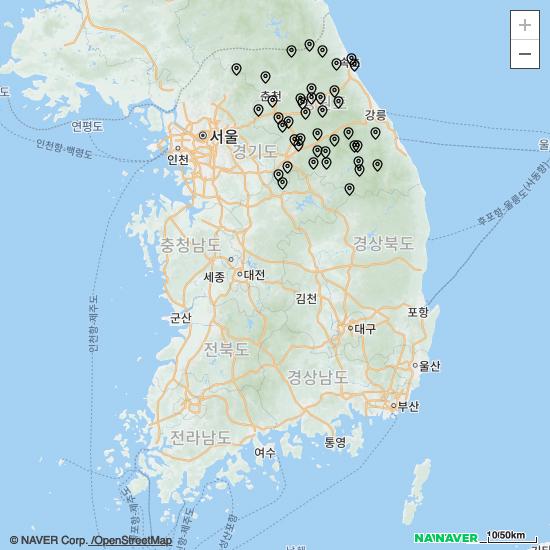 +
−
속초
춘천
강릉
연평도
서울
인천항-백령도
인천
경기도
울
후포항-울릉도(사동항)
충청남도
경상북도
세종
대전
인천항-제주도
김천
군산
포항
대구
전북도
울산
경상남도
부산
전라남도
통영
여수
© NAVER Corp. /OpenStreetMap
NAVER
10/50km